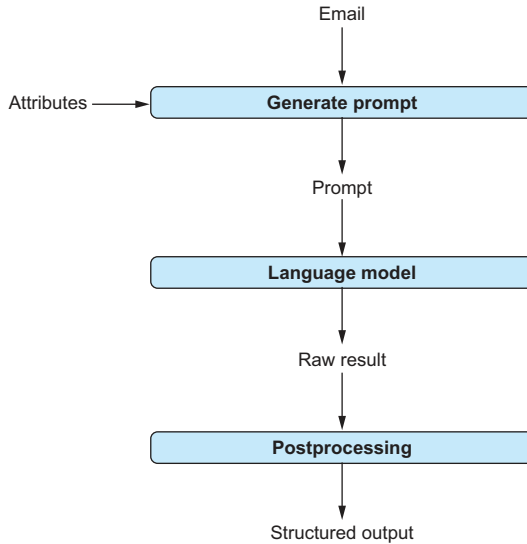 Email
Attributes
Generate prompt
Prompt
Language model
Raw result
Postprocessing
Structured output